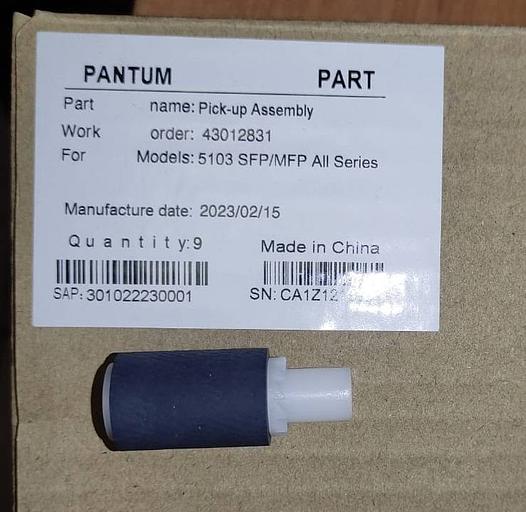 PANTUM PART
Part name: Pick-up Assembly
Work order: 43012831
For Models: 5103 SFP/MFP All Series
Manufacture date: 2023/02/15
Quantity:9 Made in China
SAP:301022230001 SN: